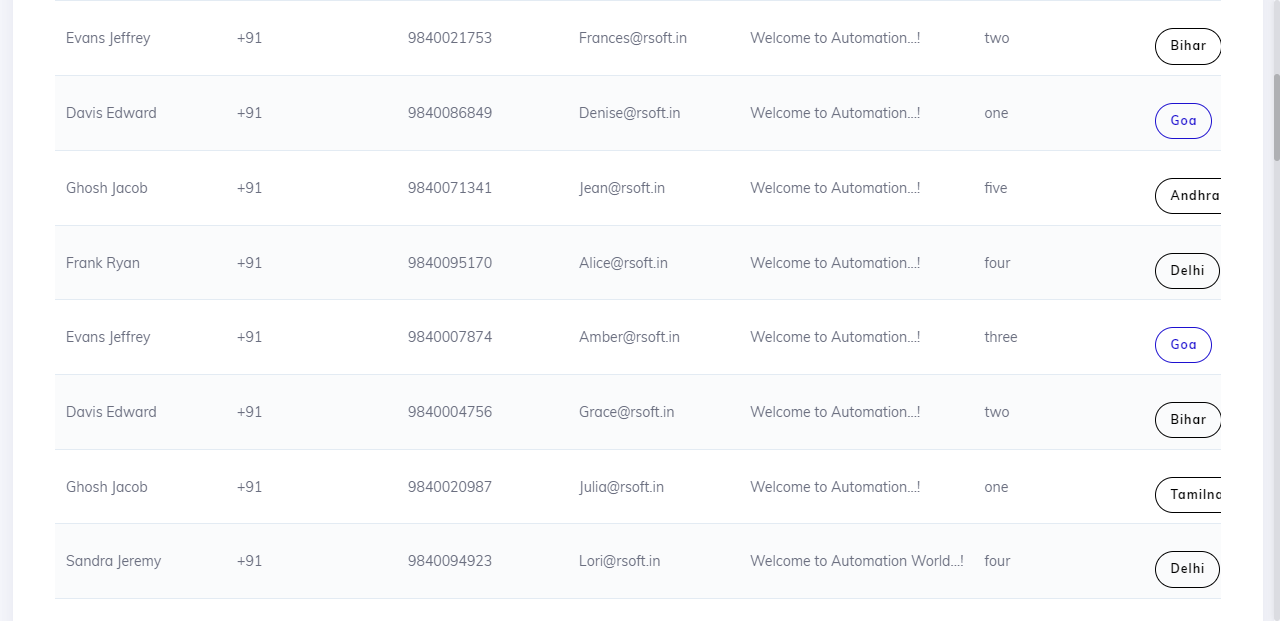 Evans Jeffrey +91 9840021753 Frances@rsoft.in Welcome to Automation...! two Bihar
Davis Edward +91 9840086849 Denise@rsoft.in Welcome to Automation...! one Goa
Ghosh Jacob +91 9840071341 Jean@rsoft.in Welcome to Automation...! five Andhra
Frank Ryan +91 9840095170 Alice@rsoft.in Welcome to Automation...! four Delhi
Evans Jeffrey +91 9840007874 Amber@rsoft.in Welcome to Automation...! three Goa
Davis Edward +91 9840004756 Grace@rsoft.in Welcome to Automation...! two Bihar
Ghosh Jacob +91 9840020987 Julia@rsoft.in Welcome to Automation...! one
Sandra Jeremy +91 9840094923 Lori@rsoft.in Welcome to Automation World...! four Delhi